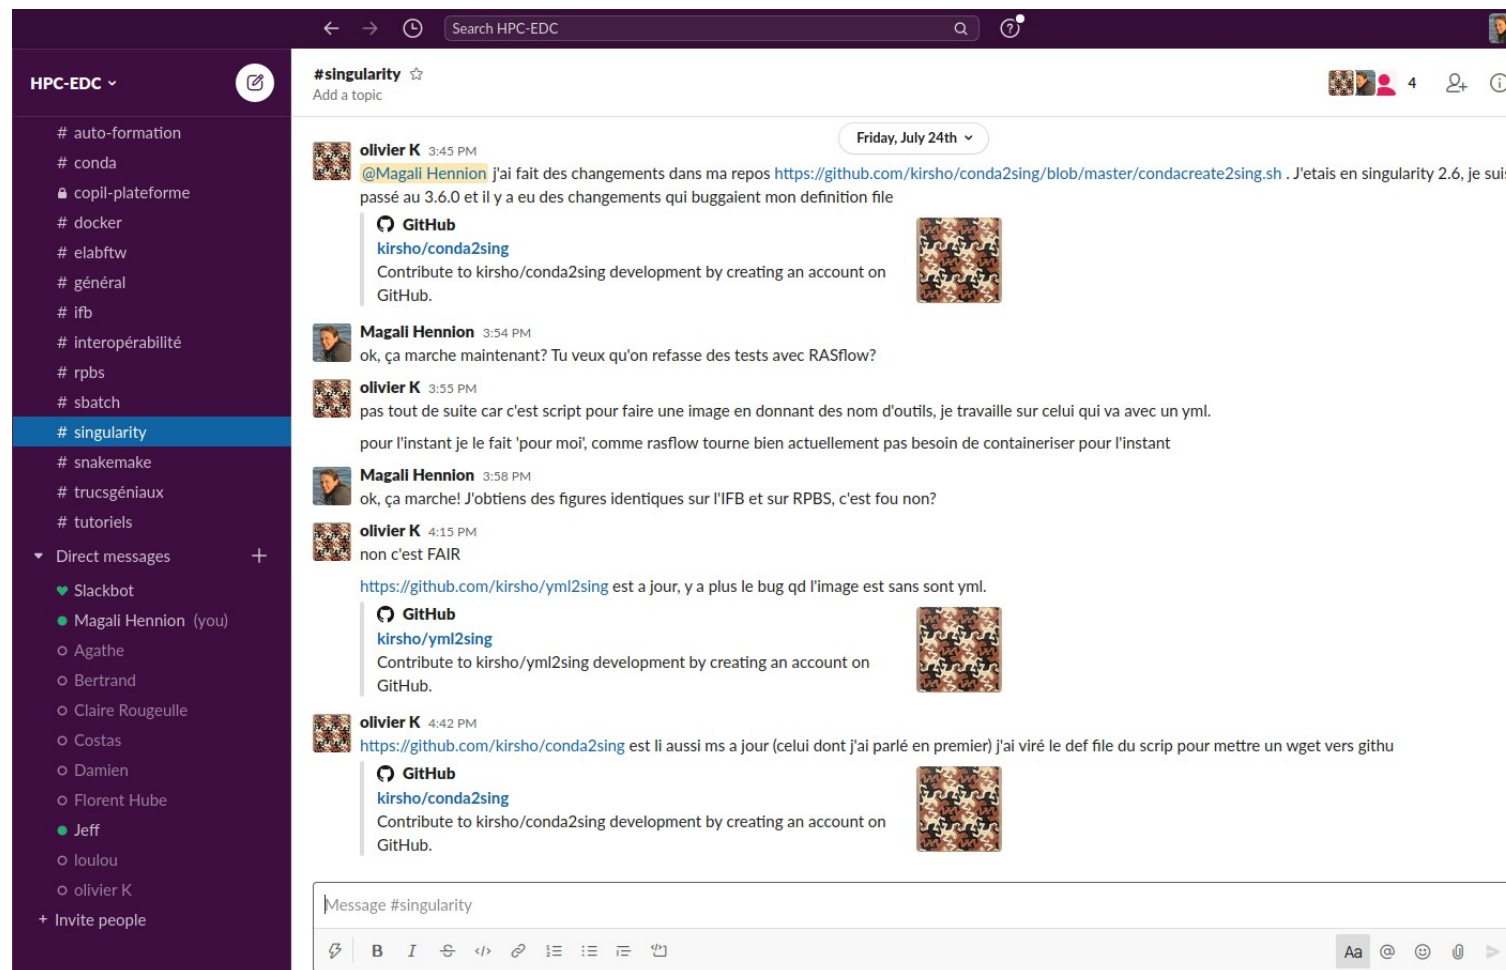 Search HPC-EDC
HPC-EDC
# auto-formation
# conda
copil-plateforme
# docker
# elabftw
# général
# ifb
# interopérabilité
# rpbs
# sbatch
# singularity
# snakemake
# trucsgéniaux
# tutoriels
Direct messages
Slackbot
Magali Hennion (you)
Agathe
Bertrand
Claire Rougeulle
Costas
Damien
Florent Hube
Jeff
loulou
olivier K
+ Invite people
#singularity
Add a topic
4
Friday, July 24th
olivier K 3:45 PM
@Magali Hennion j'ai fait des changements dans ma repos https://github.com/kirsho/conda2sing/blob/master/condacreate2sing.sh . J'etais en singularity 2.6, je suis
passé au 3.6.0 et il y a eu des changements qui buggaient mon definition file
GitHub
kirsho/conda2sing
Contribute to kirsho/conda2sing development by creating an account on
GitHub.
Magali Hennion 3:54 PM
ok, ça marche maintenant? Tu veux qu'on refasse des tests avec RASflow?
olivier K 3:55 PM
pas tout de suite car c'est script pour faire une image en donnant des nom d'outils, je travaille sur celui qui va avec un yml.
pour l'instant je le fait 'pour moi', comme rasflow tourne bien actuellement pas besoin de containeriser pour l'instant
Magali Hennion 3:58 PM
ok, ça marche! J'obtiens des figures identiques sur l'IFB et sur RPBS, c'est fou non?
olivier K 4:15 PM
non c'est FAIR
https://github.com/kirsho/yml2sing est a jour, y a plus le bug qd l'image est sans sont yml.
GitHub
kirsho/yml2sing
Contribute to kirsho/yml2sing development by creating an account on
GitHub.
olivier K 4:42 PM
https://github.com/kirsho/conda2sing est li aussi ms a jour (celui dont j'ai parlé en premier) j'ai viré le def file du scrip pour mettre un wget vers githu
GitHub
kirsho/conda2sing
Contribute to kirsho/conda2sing development by creating an account on
GitHub.
Message #singularity
B I S </> Aa @